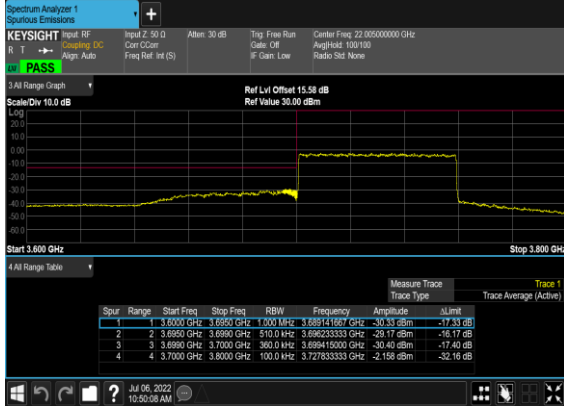 Spectrum Analyzer 1
Spurious Emissions
+
KEYSIGHT Input: RF Input Z: 50 Ω Atten: 30 dB Trig: Free Run Center Freq: 22.005000000 GHz
R T Coupling: DC Corr CCorr Gate: Off Avg|Hold: 100/100
Align: Auto Freq Ref: Int (S) IF Gain: Low Radio Std: None
LXI PASS
3 All Range Graph
Ref Lvl Offset 15.58 dB
Scale/Div 10.0 dB Ref Value 30.00 dBm
Log
20.0
10.0
0.00
-10.0
-20.0
-30.0
-40.0
-50.0
-60.0
Start 3.600 GHz Stop 3.800 GHz
4 All Range Table
Measure Trace Trace 1
Trace Type Trace Average (Active)
Spur Range Start Freq Stop Freq RBW Frequency Amplitude ΔLimit
1 1 3.6000 GHz 3.6950 GHz 1.000 MHz 3.689141667 GHz -30.33 dBm -17.33 dB
2 2 3.6950 GHz 3.6990 GHz 510.0 kHz 3.696233333 GHz -29.17 dBm -16.17 dB
3 3 3.6990 GHz 3.7000 GHz 360.0 kHz 3.699415000 GHz -30.40 dBm -17.40 dB
4 4 3.7000 GHz 3.8000 GHz 100.0 kHz 3.727833333 GHz -2.158 dBm -32.16 dB
? Jul 06, 2022
10:50:08 AM